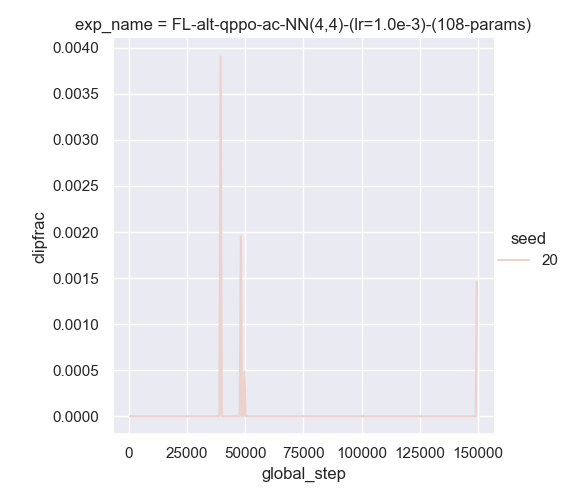 exp_name = FL-alt-qppo-ac-NN(4,4)-(lr=1.0e-3)-(108-params)
0.0040
0.0035
0.0030
0.0025
0.0020
0.0015
0.0010
0.0005
0.0000
clipfrac
seed
20
0 25000 50000 75000 100000 125000 150000
global_step